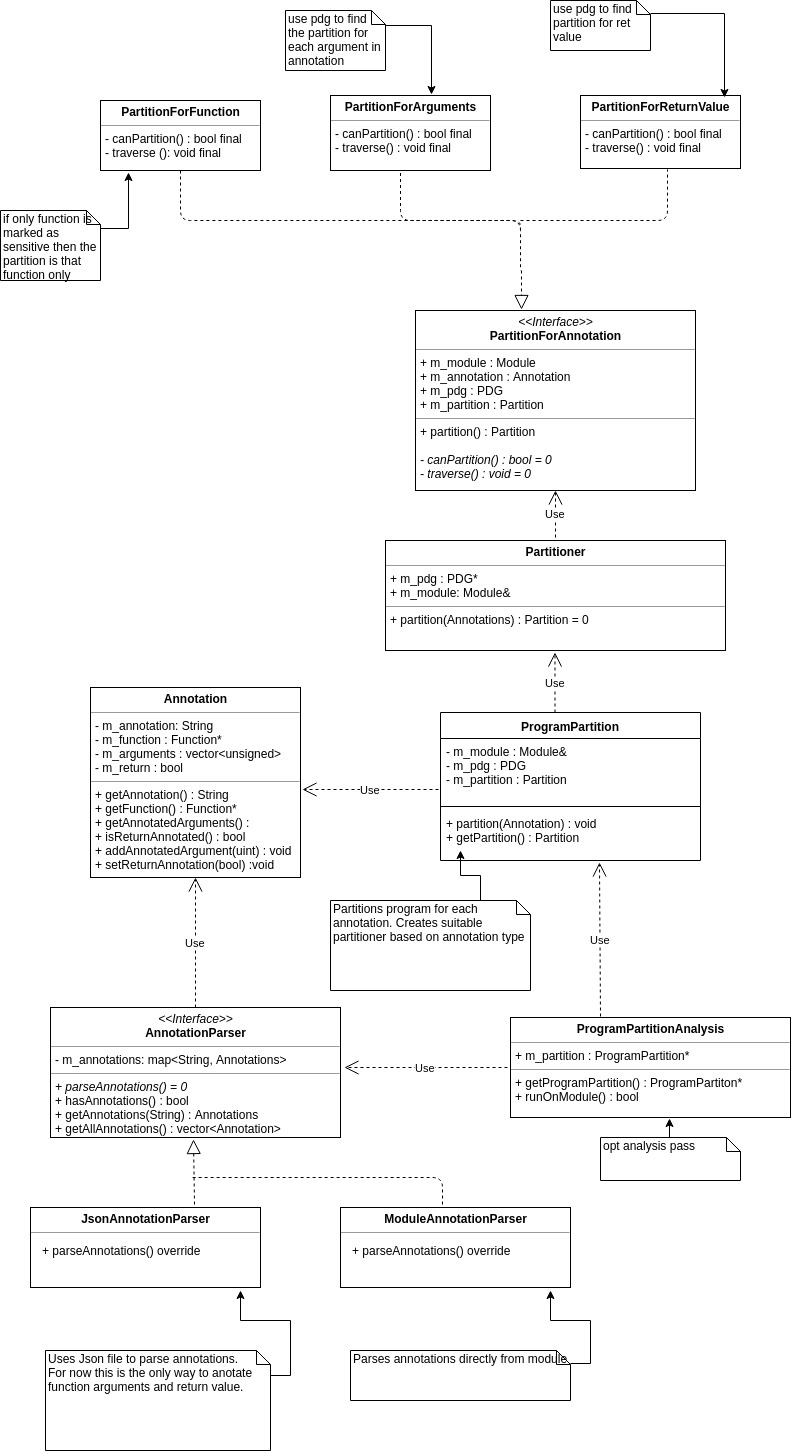 use pdg to find
the partition for
each argument in
annotation
use pdg to find
partition for ret
value
PartitionForFunction
- canPartition() : bool final
- traverse (): void final
PartitionForArguments
- canPartition() : bool final
- traverse() : void final
PartitionForReturnValue
- canPartition() : bool final
- traverse() : void final
if only function is
marked as
sensitive then the
partition is that
function only
<<Interface>>
PartitionForAnnotation
+ m_module : Module
+ m_annotation : Annotation
+ m_pdg : PDG
+ m_partition : Partition
+ partition() : Partition
- canPartition() : bool = 0
- traverse() : void = 0
Use
Partitioner
+ m_pdg : PDG*
+ m_module: Module&
+ partition(Annotations) : Partition = 0
Use
Annotation
- m_annotation: String
- m_function : Function*
- m_arguments : vector<unsigned>
- m_return : bool
+ getAnnotation() : String
+ getFunction() : Function*
+ getAnnotatedArguments() :
+ isReturnAnnotated() : bool
+ addAnnotatedArgument(uint) : void
+ setReturnAnnotation(bool) :void
Use
ProgramPartition
- m_module : Module&
- m_pdg : PDG
- m_partition : Partition
+ partition(Annotation) : void
+ getPartition() : Partition
Partitions program for each
annotation. Creates suitable
partitioner based on annotation type
Use
Use
<<Interface>>
AnnotationParser
- m_annotations: map<String, Annotations>
+ parseAnnotations() = 0
+ hasAnnotations() : bool
+ getAnnotations(String) : Annotations
+ getAllAnnotations() : vector<Annotation>
Use
ProgramPartitionAnalysis
+ m_partition : ProgramPartition*
+ getProgramPartition() : ProgramPartiton*
+ runOnModule() : bool
opt analysis pass
JsonAnnotationParser
+ parseAnnotations() override
ModuleAnnotationParser
+ parseAnnotations() override
Uses Json file to parse annotations.
For now this is the only way to anotate
function arguments and return value.
Parses annotations directly from module